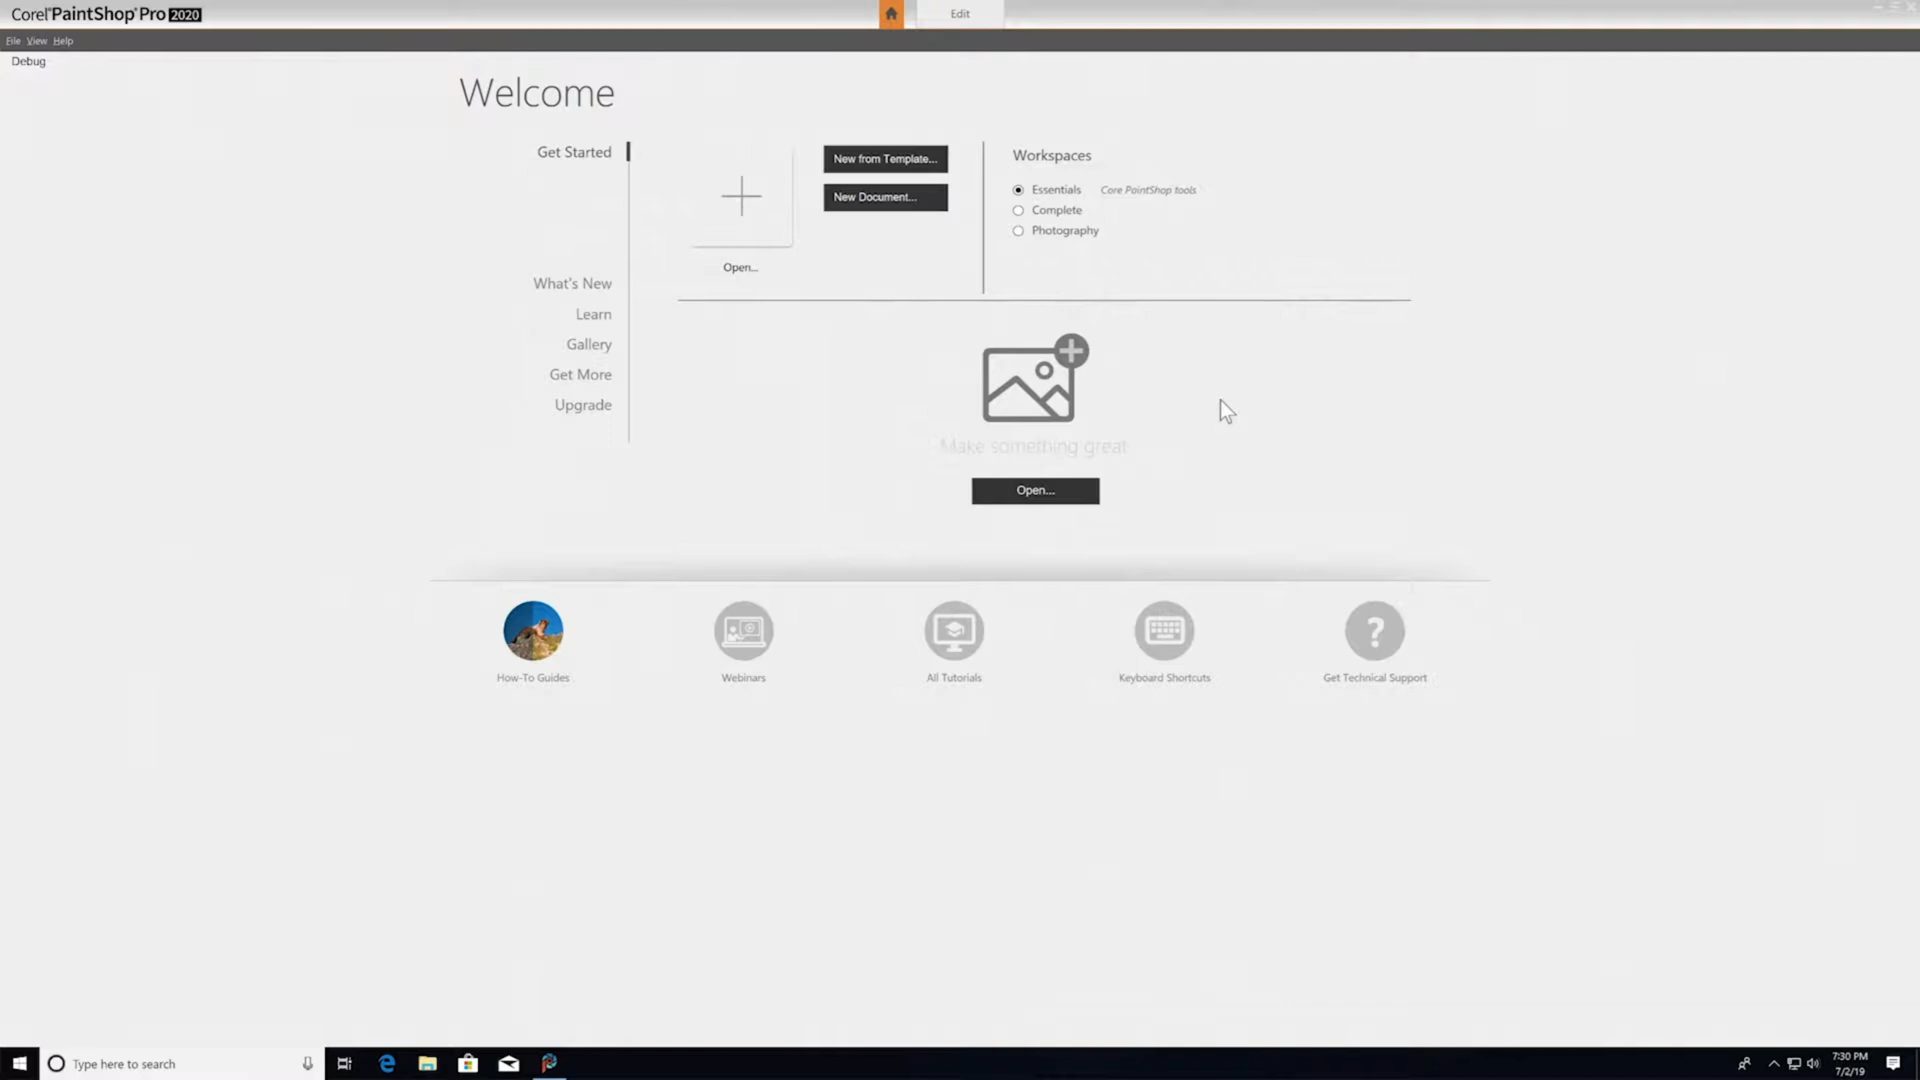 Corel® PaintShop® Pro 2020
Edit
File View Help
Debug
Welcome
Get Started
What's New
Learn
Gallery
Get More
Upgrade
Open...
New from Template...
New Document...
Workspaces
Essentials Core PaintShop tools
Complete
Photography
Make something great
Open...
How-To Guides
Webinars
All Tutorials
Keyboard Shortcuts
? Get Technical Support
Type here to search
7:30 PM
7/2/19